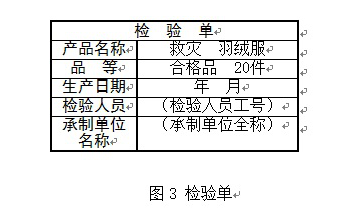 检 验 单
产品名称 救灾 羽绒服
品 等 合格品 20件
生产日期 年 月
检验人员 （检验人员工号）
承制单位名称 （承制单位全称）
图3 检验单